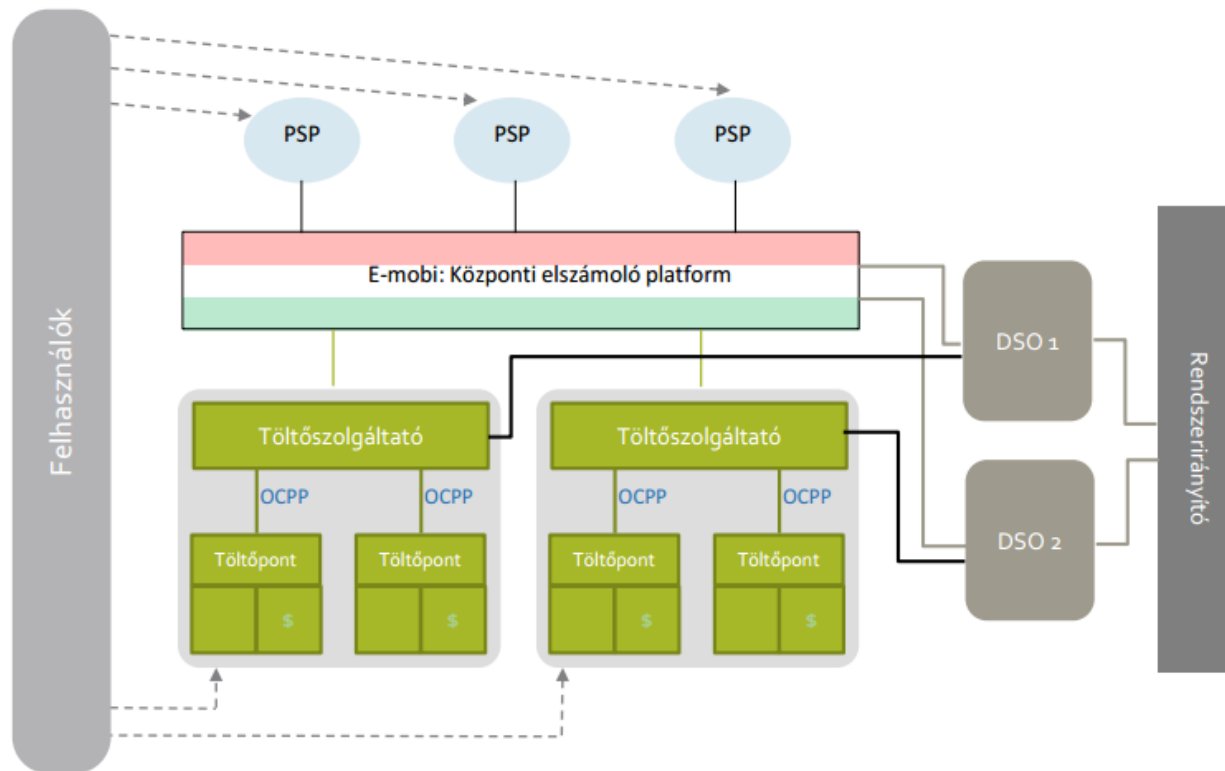 Felhasználók
PSP
PSP
PSP
E-mobi: Központi elszámoló platform
DSO 1
DSO 2
Rendszerirányító
Töltőszolgáltató
OCPP
OCPP
Töltőpont
Töltőpont
$
$
Töltőszolgáltató
OCPP
OCPP
Töltőpont
Töltőpont
$
$